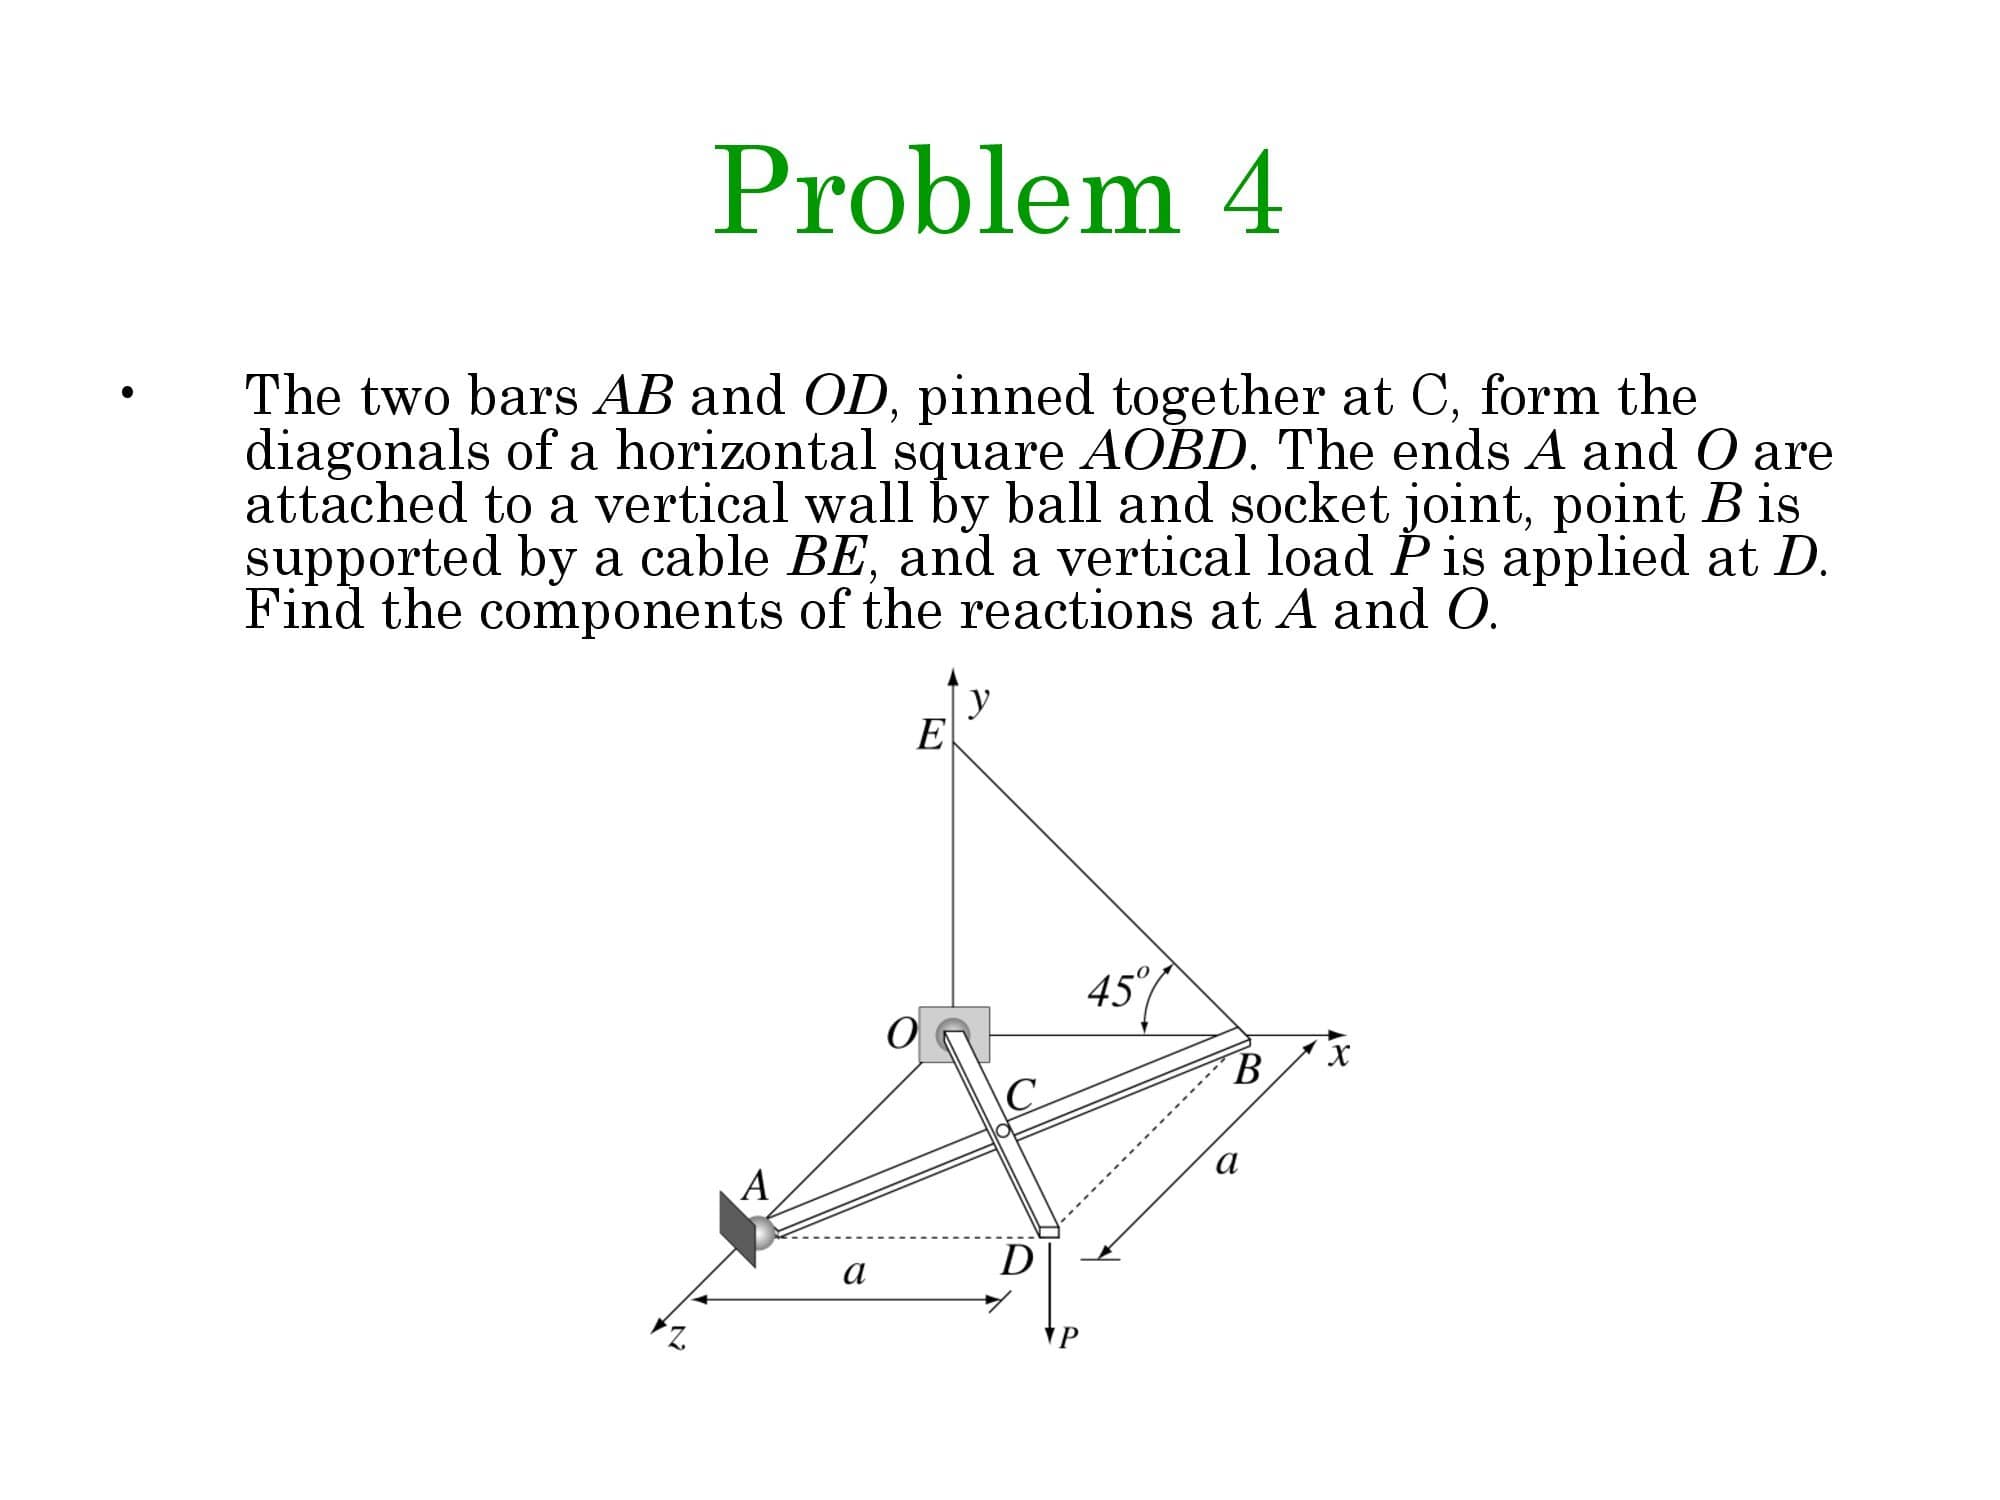 Problem 4
• The two bars AB and OD, pinned together at C, form the
diagonals of a horizontal square AOBD. The ends A and O are
attached to a vertical wall by ball and socket joint, point B is
supported by a cable BE, and a vertical load P is applied at D.
Find the components of the reactions at A and O.
y
E
45°
O
x
B
C
a
A
D
a
P
z